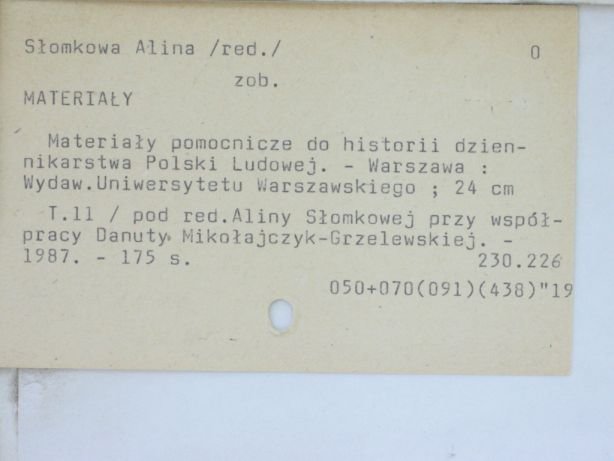 Słomkowa Alina /red./ 0
zob.
MATERIAŁY
Materiały pomocnicze do historii dzien-
nikarstwa Polski Ludowej. - Warszawa :
Wydaw.Uniwersytetu Warszawskiego ; 24 cm
T.11 / pod red.Aliny Słomkowej przy współ-
pracy Danuty Mikołajczyk-Grzelewskiej. -
1987. - 175 s. 230.226
050+070(091)(438)"19